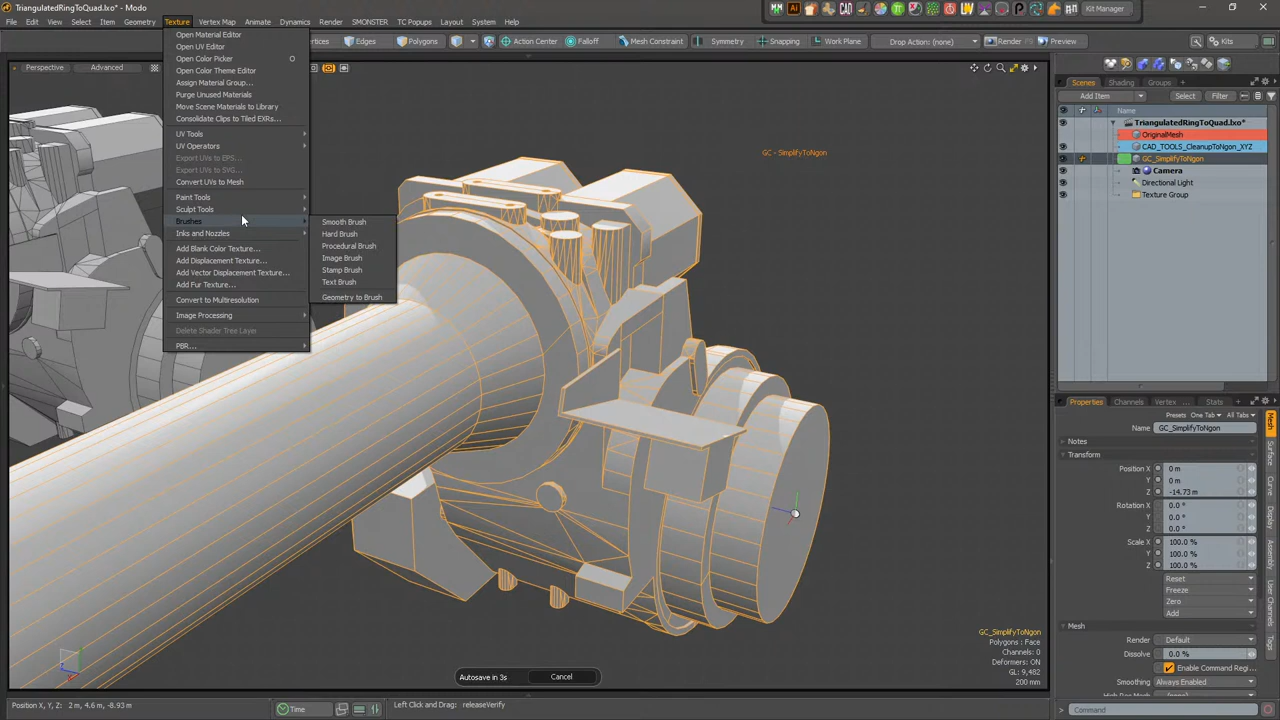 TriangulatedRingToQuad.lxo* - Modo
File Edit View Select Item Geometry Texture Vertex Map Animate Dynamics Render SMONSTER TC Popups Layout System Help
Kit Manager
Vertices Edges Polygons Action Center Falloff Mesh Constraint Symmetry Snapping Work Plane Drop Action: (none) Render Preview Kits
Perspective Advanced
Open Material Editor
Open UV Editor
Open Color Picker O
Open Color Theme Editor
Assign Material Group...
Purge Unused Materials
Move Scene Materials to Library
Consolidate Clips to Tiled EXRs...
UV Tools
UV Operators
Export UVs to EPS...
Export UVs to SVG...
Convert UVs to Mesh
Paint Tools
Sculpt Tools
Brushes
Inks and Nozzles
Add Blank Color Texture...
Add Displacement Texture...
Add Vector Displacement Texture...
Add Fur Texture...
Convert to Multiresolution
Image Processing
Delete Shader Tree Layer
PBR...
Smooth Brush
Hard Brush
Procedural Brush
Image Brush
Stamp Brush
Text Brush
Geometry to Brush
GC - SimplifyToNgon
GC_SimplifyToNgon
Polygons : Face
Channels: 0
Deformers: ON
GL: 9,482
200 mm
Autosave in 3s Cancel
Scenes Shading Groups
Add Item Select Filter
Name
TriangulatedRingToQuad.lxo*
OriginalMesh
CAD_TOOLS_CleanupToNgon_XYZ
GC_SimplifyToNgon
Camera
Directional Light
Texture Group
Properties Channels Vertex ... Stats
Presets One Tab All Tabs
Name GC_SimplifyToNgon
Notes
Transform
Position X 0 m
Y 0 m
Z -14.73 m
Rotation X 0.0 °
Y 0.0 °
Z 0.0 °
Scale X 100.0 %
Y 100.0 %
Z 100.0 %
Reset
Freeze
Zero
Add
Mesh
Render Default
Dissolve 0.0 %
Enable Command Regi...
Smoothing Always Enabled
Mesh
Surface
Curve
Display
Assembly
User Channels
Tags
Position X, Y, Z: 2 m, 4.6 m, -8.93 m Time Left Click and Drag: releaseVerify Command